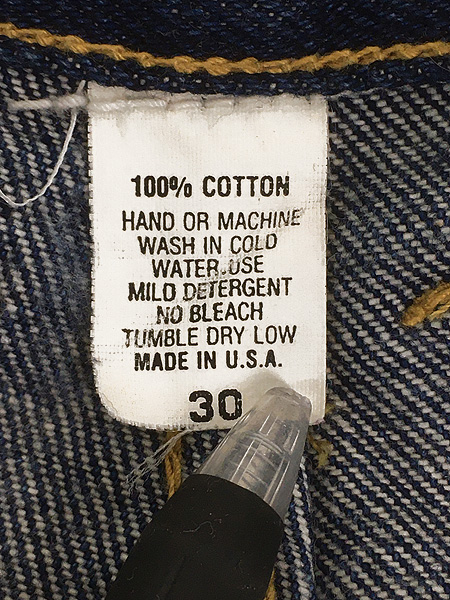 100% COTTON
HAND OR MACHINE
WASH IN COLD
WATER.USE
MILD DETERGENT
NO BLEACH
TUMBLE DRY LOW
MADE IN U.S.A.
30